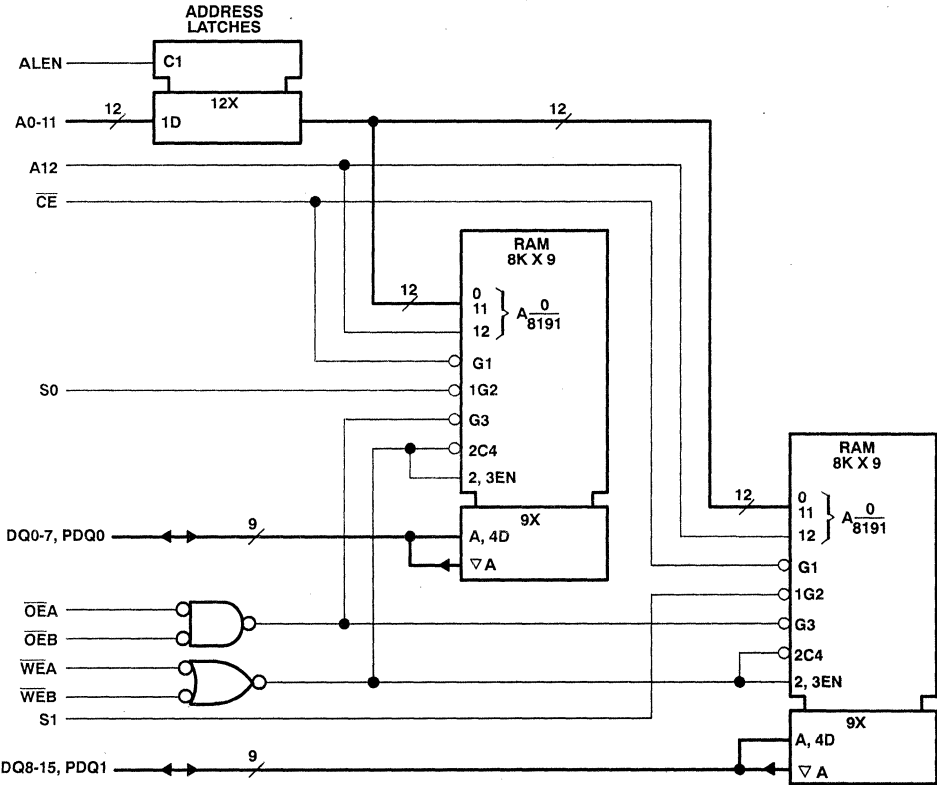 ADDRESS
LATCHES
ALEN
C1
12X
A0-11
12
1D
12
A12
CE
RAM
8K X 9
12
0
11
12
A 0
8191
G1
S0
1G2
G3
2C4
2, 3EN
9X
DQ0-7, PDQ0
9
A, 4D
▽ A
RAM
8K X 9
12
0
11
12
A 0
8191
G1
1G2
OEA
G3
OEB
WEA
2C4
WEB
2, 3EN
S1
9X
A, 4D
DQ8-15, PDQ1
9
▽ A